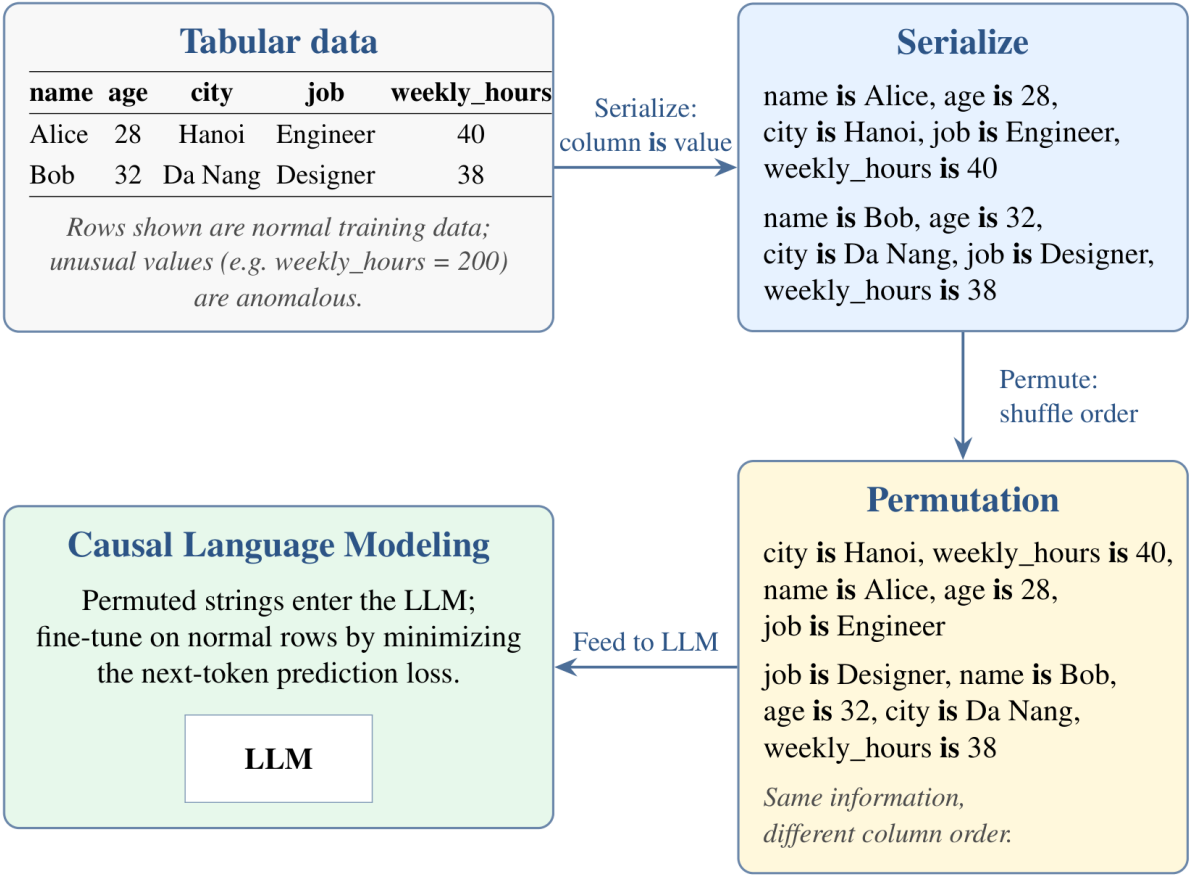 Tabular data
name age city job weekly_hours
Alice 28 Hanoi Engineer 40
Bob 32 Da Nang Designer 38
Rows shown are normal training data;
unusual values (e.g. weekly_hours = 200)
are anomalous.
Serialize:
column is value
Serialize
name is Alice, age is 28,
city is Hanoi, job is Engineer,
weekly_hours is 40
name is Bob, age is 32,
city is Da Nang, job is Designer,
weekly_hours is 38
Permute:
shuffle order
Permutation
city is Hanoi, weekly_hours is 40,
name is Alice, age is 28,
job is Engineer
job is Designer, name is Bob,
age is 32, city is Da Nang,
weekly_hours is 38
Same information,
different column order.
Feed to LLM
Causal Language Modeling
Permuted strings enter the LLM;
fine-tune on normal rows by minimizing
the next-token prediction loss.
LLM